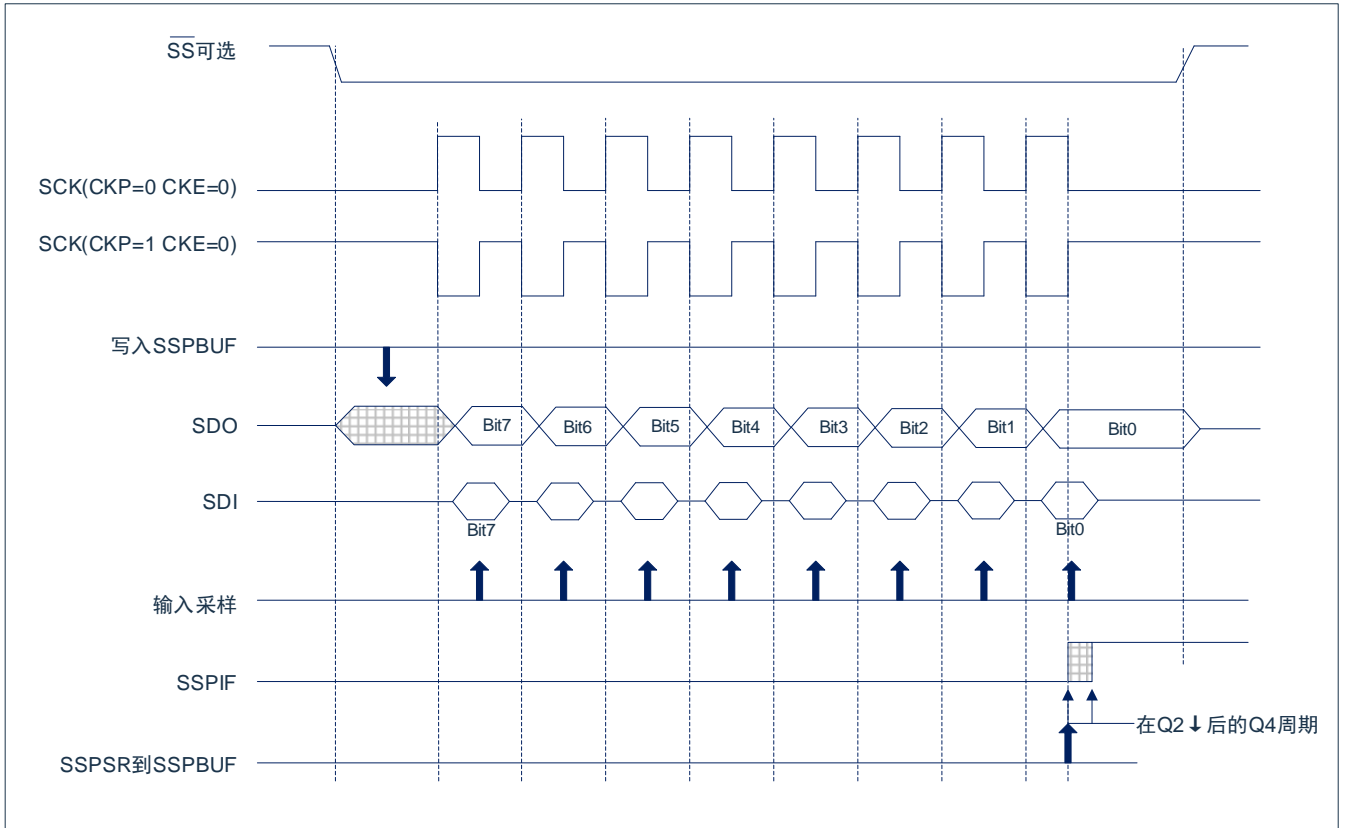 SS可选
SCK(CKP=0 CKE=0)
SCK(CKP=1 CKE=0)
写入SSPBUF
SDO
Bit7
Bit6
Bit5
Bit4
Bit3
Bit2
Bit1
Bit0
SDI
Bit7
Bit0
输入采样
SSPIF
在Q2↓后的Q4周期
SSPSR到SSPBUF